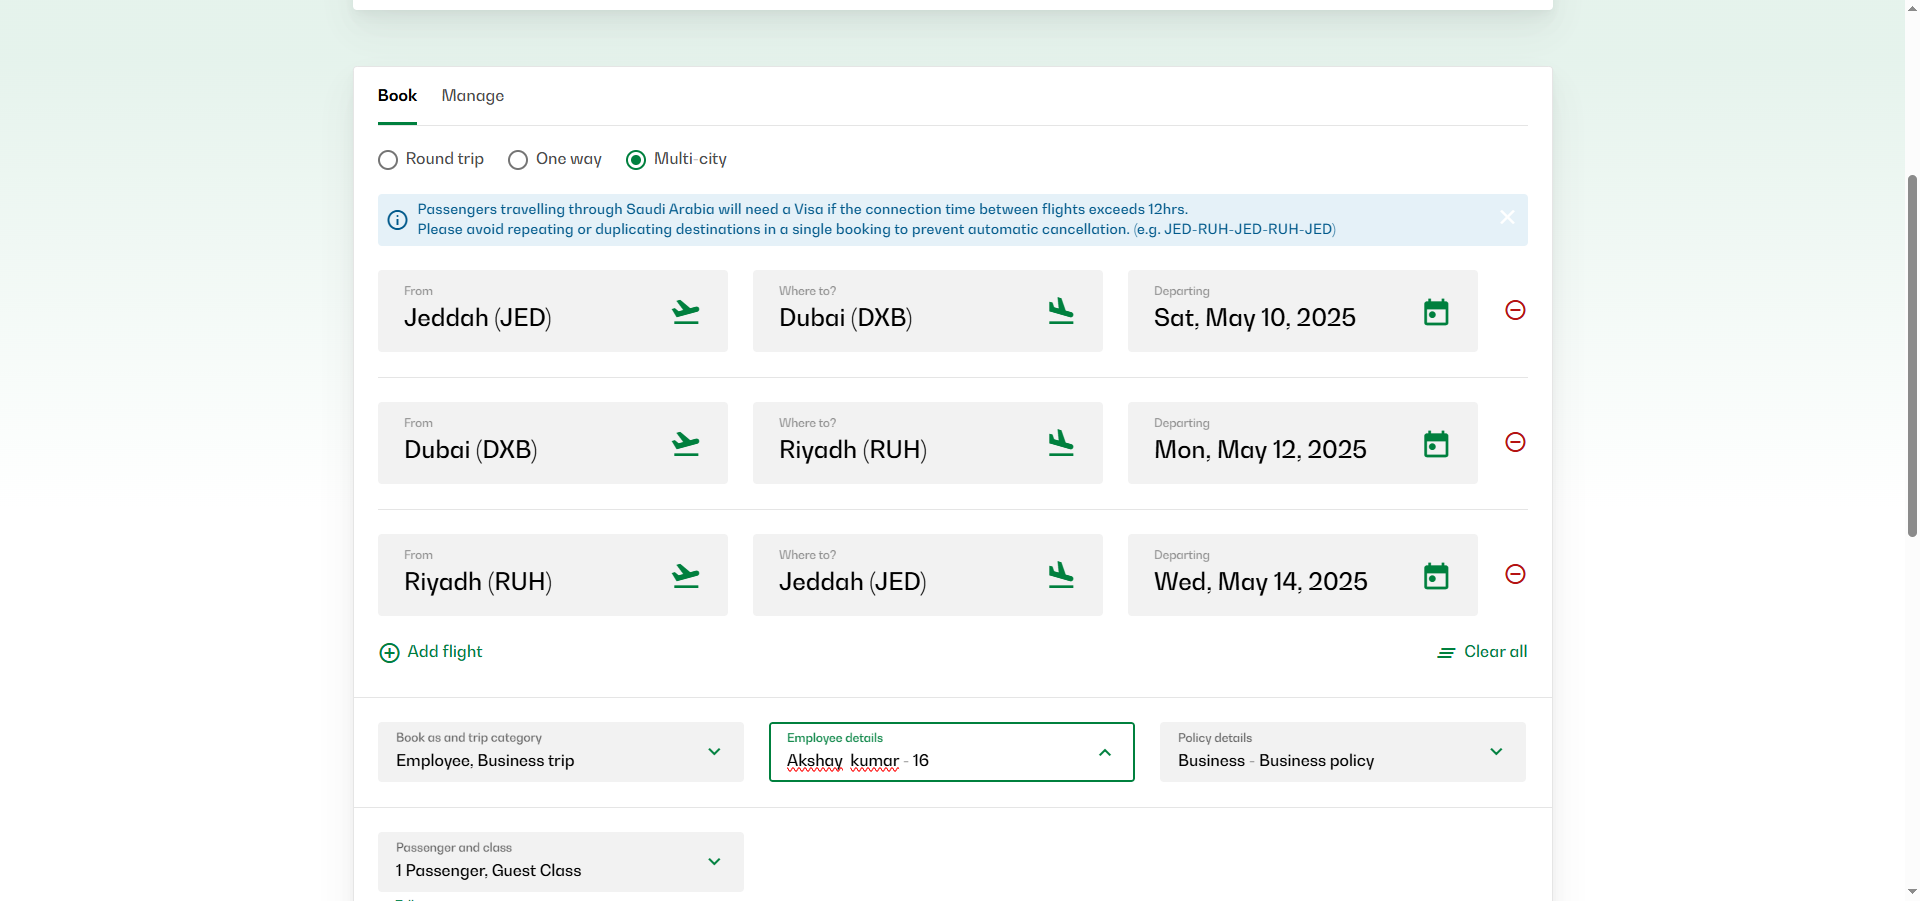 Book Manage
Round trip One way Multi-city
Passengers travelling through Saudi Arabia will need a Visa if the connection time between flights exceeds 12hrs.
Please avoid repeating or duplicating destinations in a single booking to prevent automatic cancellation. (e.g. JED-RUH-JED-RUH-JED)
From Where to? Departing
Jeddah (JED) Dubai (DXB) Sat, May 10, 2025
From Where to? Departing
Dubai (DXB) Riyadh (RUH) Mon, May 12, 2025
From Where to? Departing
Riyadh (RUH) Jeddah (JED) Wed, May 14, 2025
Add flight Clear all
Book as and trip category Employee details Policy details
Employee, Business trip Akshay kumar - 16 Business - Business policy
Passenger and class
1 Passenger, Guest Class